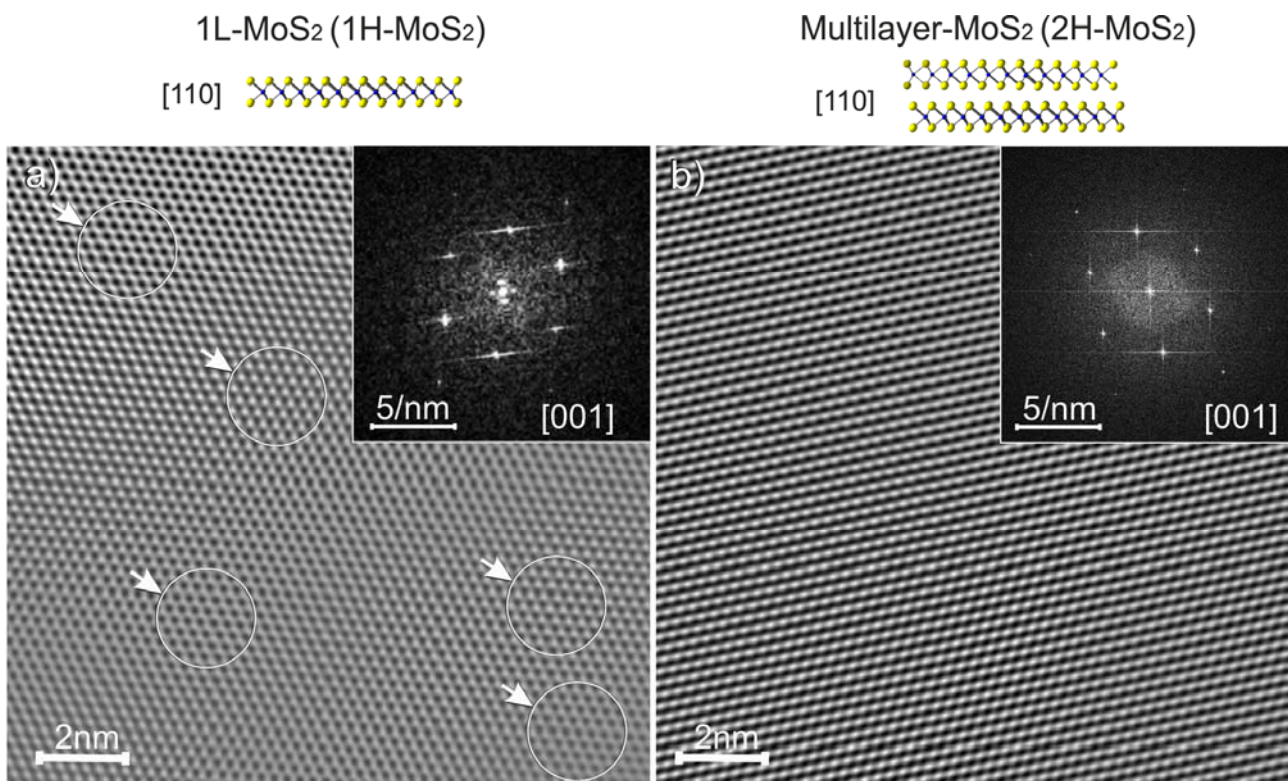 1L-MoS₂ (1H-MoS₂)
[110]
Multilayer-MoS₂ (2H-MoS₂)
[110]
a)
5/nm
[001]
2nm
b)
5/nm
[001]
2nm